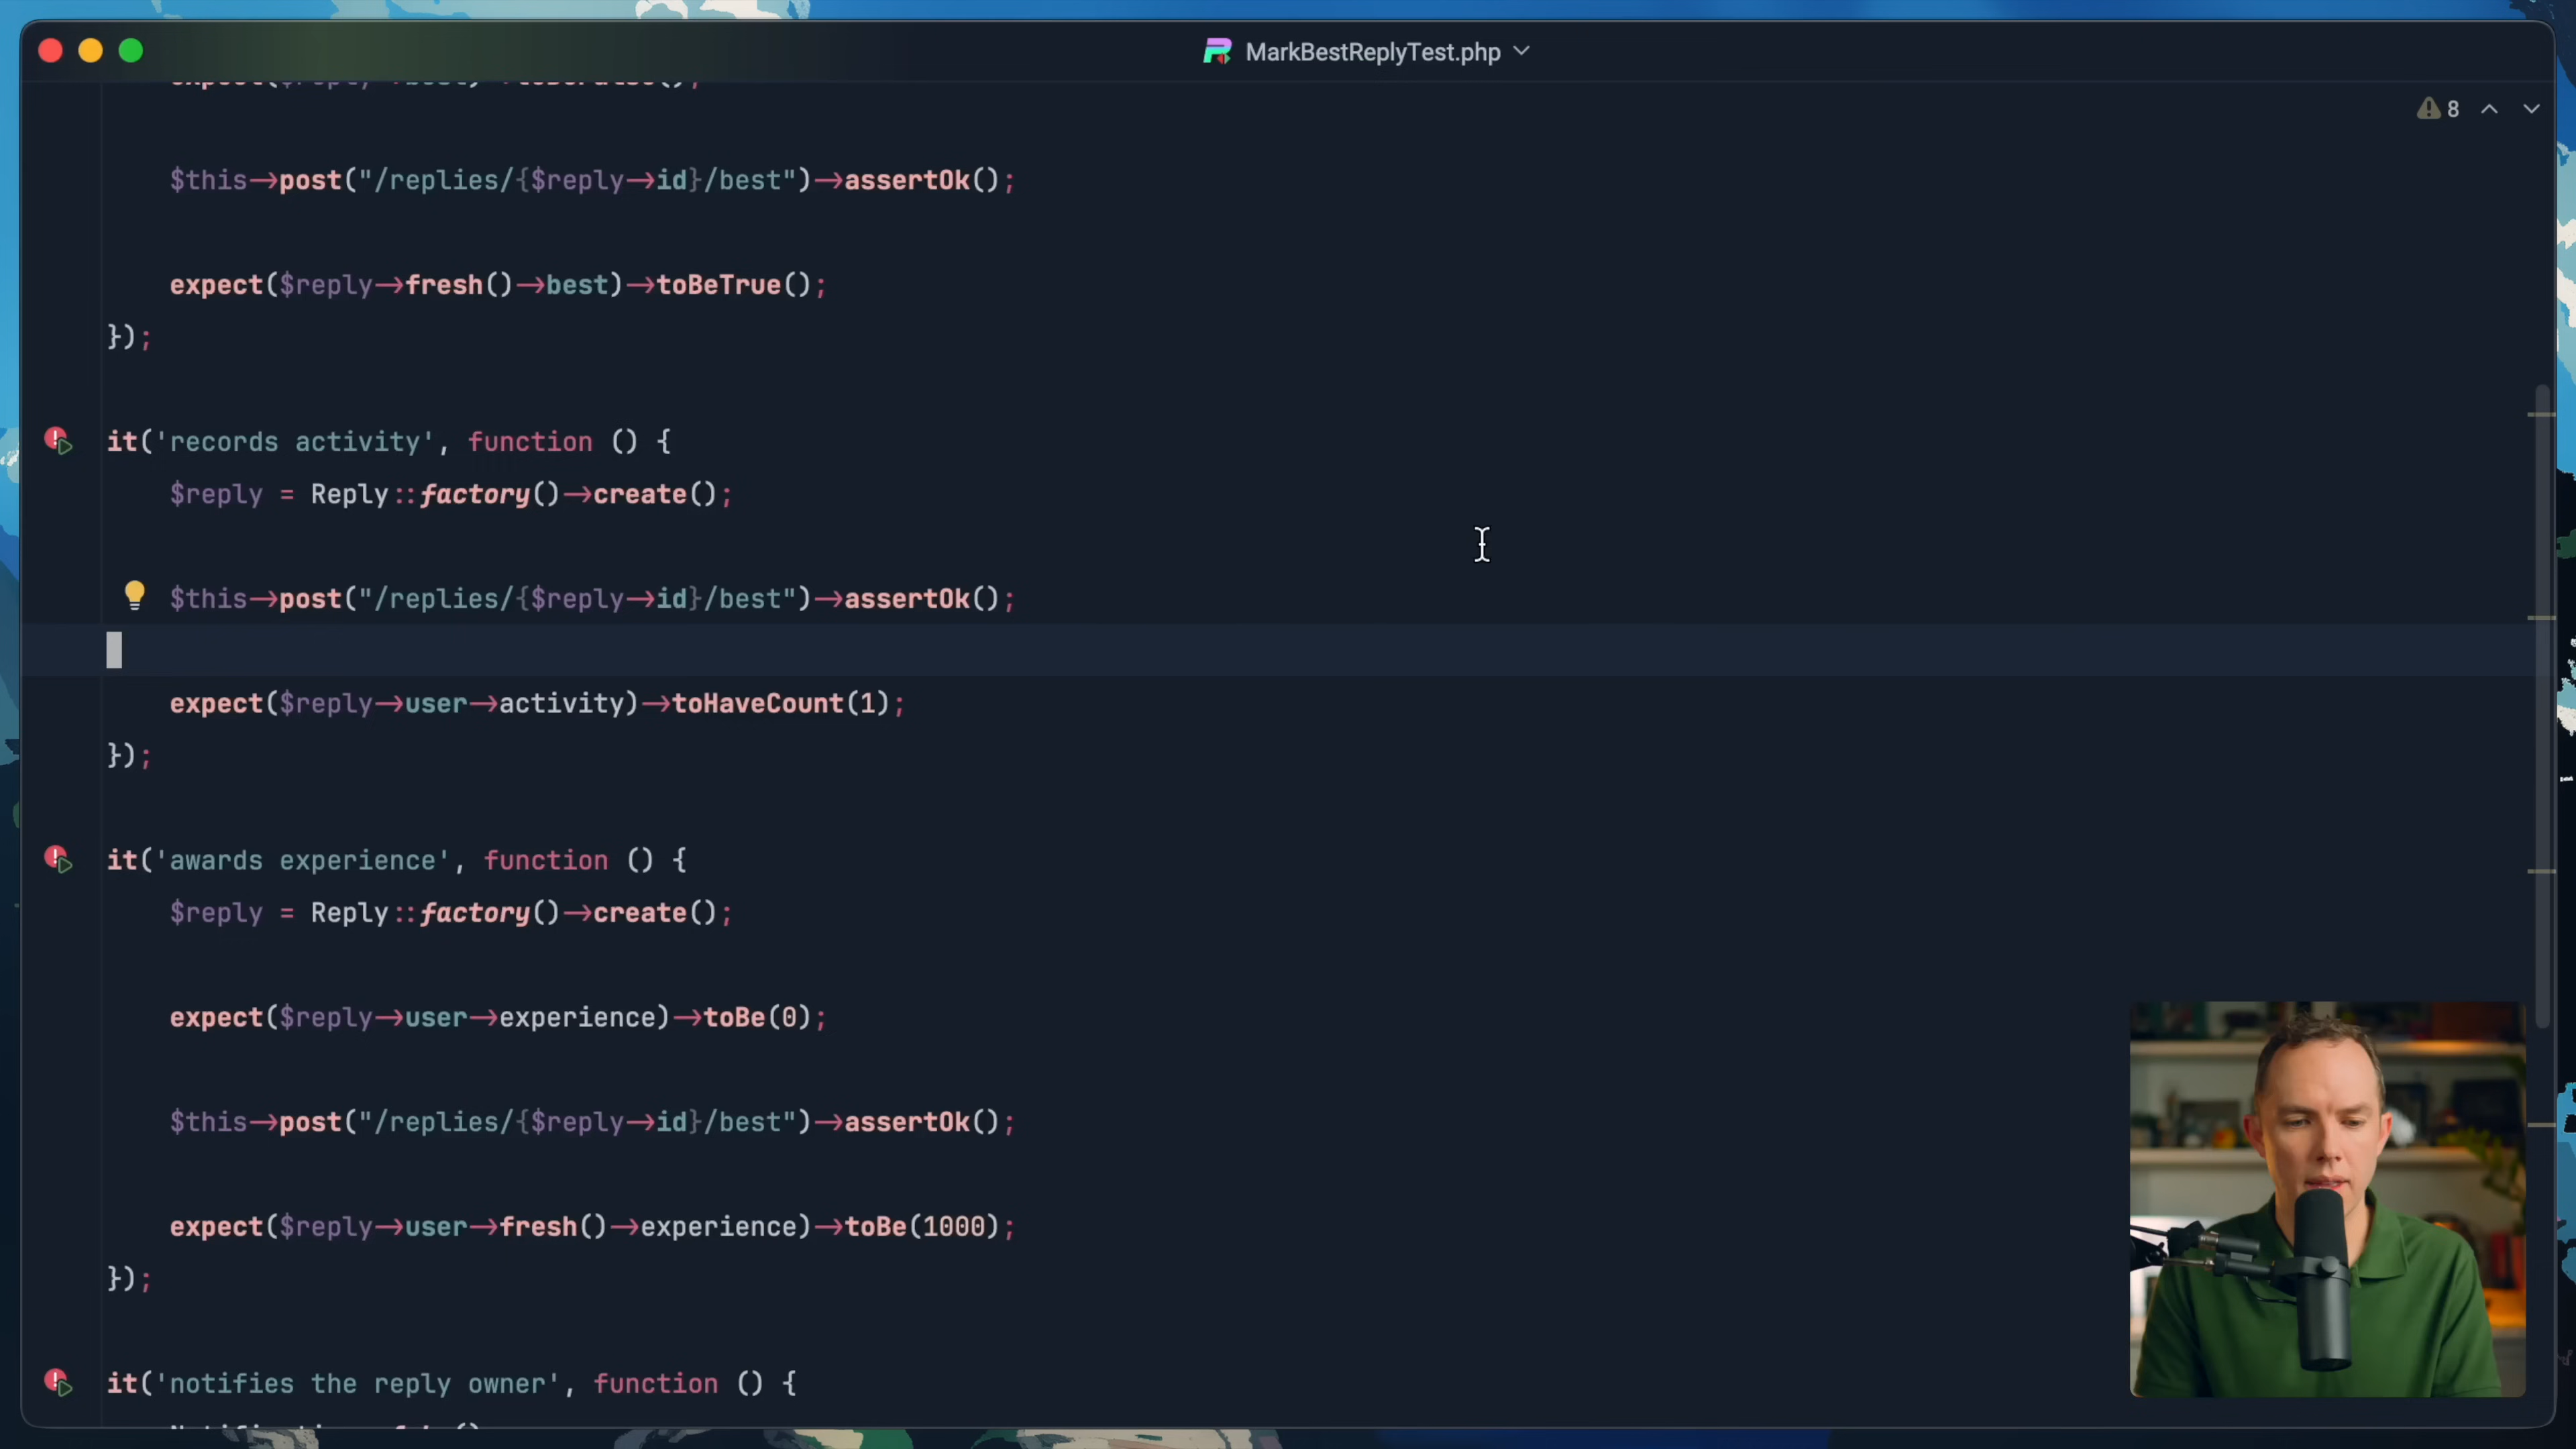 MarkBestReplyTest.php
8
$this->post("/replies/{$reply->id}/best")->assertOk();
expect($reply->fresh()->best)->toBeTrue();
});
it('records activity', function () {
$reply = Reply::factory()->create();
$this->post("/replies/{$reply->id}/best")->assertOk();
expect($reply->user->activity)->toHaveCount(1);
});
it('awards experience', function () {
$reply = Reply::factory()->create();
expect($reply->user->experience)->toBe(0);
$this->post("/replies/{$reply->id}/best")->assertOk();
expect($reply->user->fresh()->experience)->toBe(1000);
});
it('notifies the reply owner', function () {